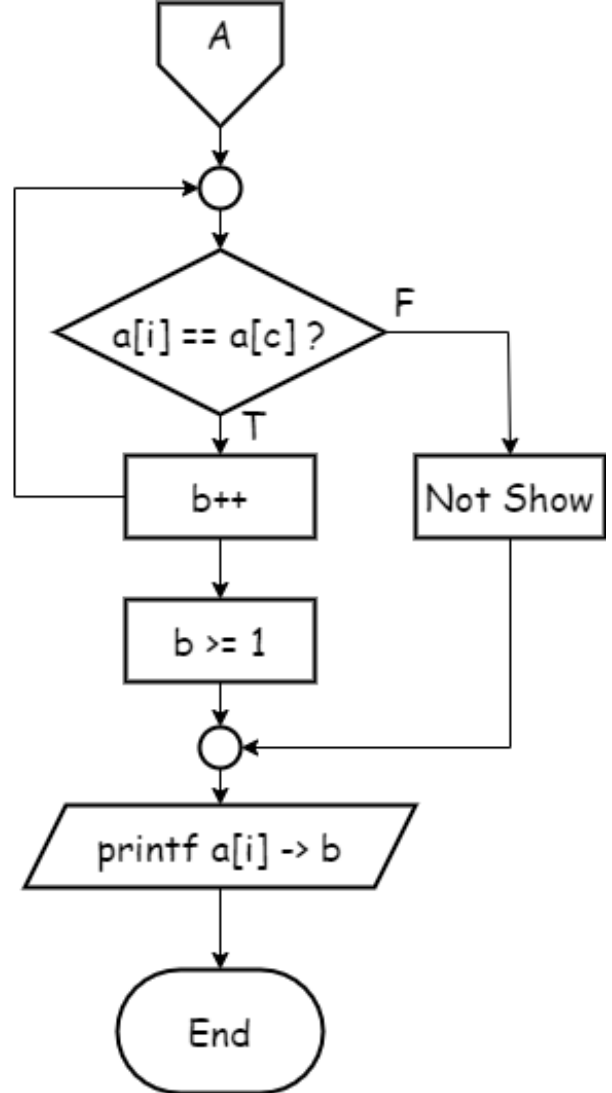 A
a[i] == a[c] ?
F
T
b++
Not Show
b >= 1
printf a[i] -> b
End